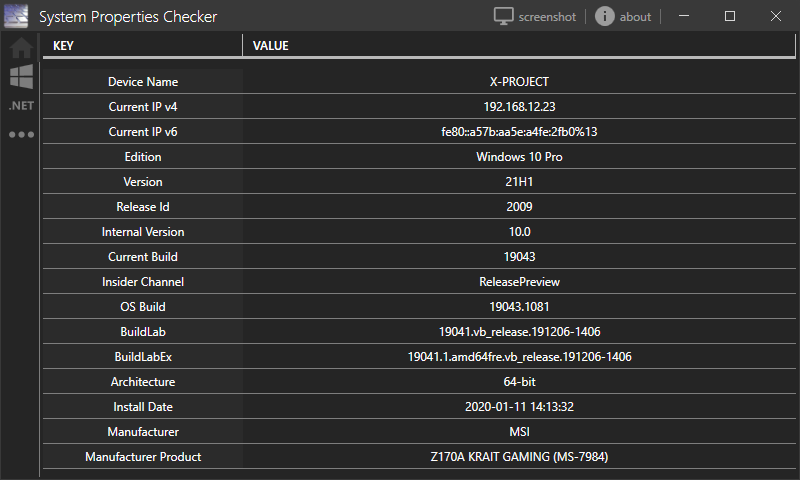 System Properties Checker screenshot about
.NET
KEY VALUE
Device Name X-PROJECT
Current IP v4 192.168.12.23
Current IP v6 fe80::a57b:aa5e:a4fe:2fb0%13
Edition Windows 10 Pro
Version 21H1
Release Id 2009
Internal Version 10.0
Current Build 19043
Insider Channel ReleasePreview
OS Build 19043.1081
BuildLab 19041.vb_release.191206-1406
BuildLabEx 19041.1.amd64fre.vb_release.191206-1406
Architecture 64-bit
Install Date 2020-01-11 14:13:32
Manufacturer MSI
Manufacturer Product Z170A KRAIT GAMING (MS-7984)